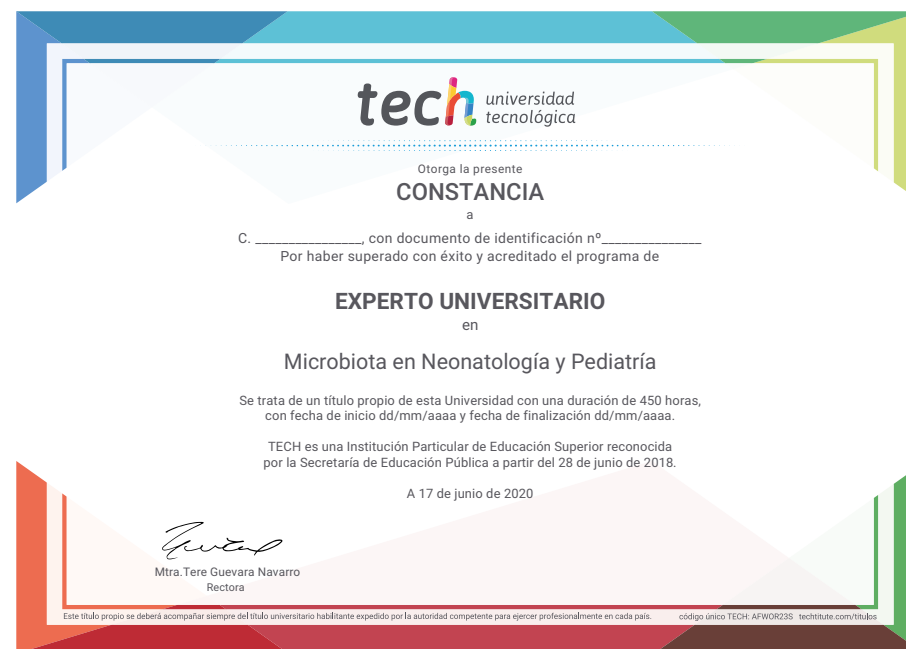 tech universidad
tecnológica
Otorga la presente
CONSTANCIA
a
C. ________________, con documento de identificación nº_______________
Por haber superado con éxito y acreditado el programa de
EXPERTO UNIVERSITARIO
en
Microbiota en Neonatología y Pediatría
Se trata de un título propio de esta Universidad con una duración de 450 horas,
con fecha de inicio dd/mm/aaaa y fecha de finalización dd/mm/aaaa.
TECH es una Institución Particular de Educación Superior reconocida
por la Secretaría de Educación Pública a partir del 28 de junio de 2018.
A 17 de junio de 2020
Mtra.Tere Guevara Navarro
Rectora
Este título propio se deberá acompañar siempre del título universitario habilitante expedido por la autoridad competente para ejercer profesionalmente en cada país. código único TECH: AFWOR23S techtitute.com/titulos